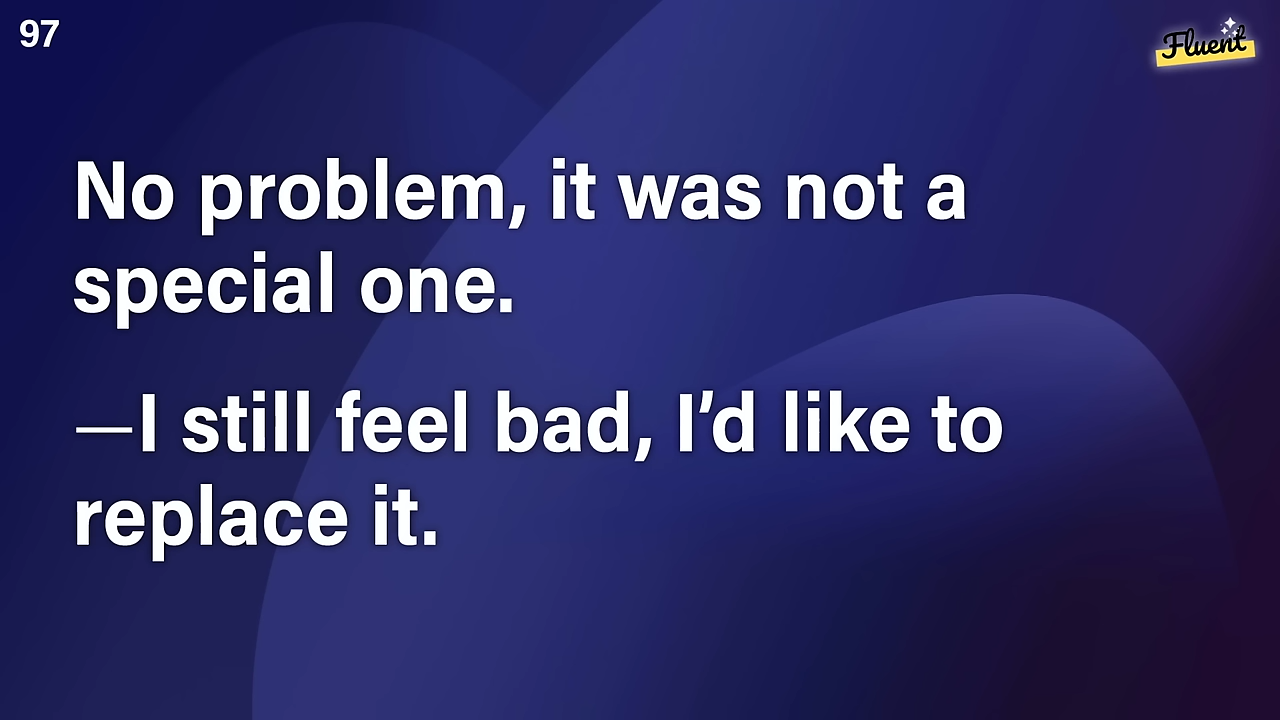 97
Fluent
No problem, it was not a
special one.
—I still feel bad, I’d like to
replace it.